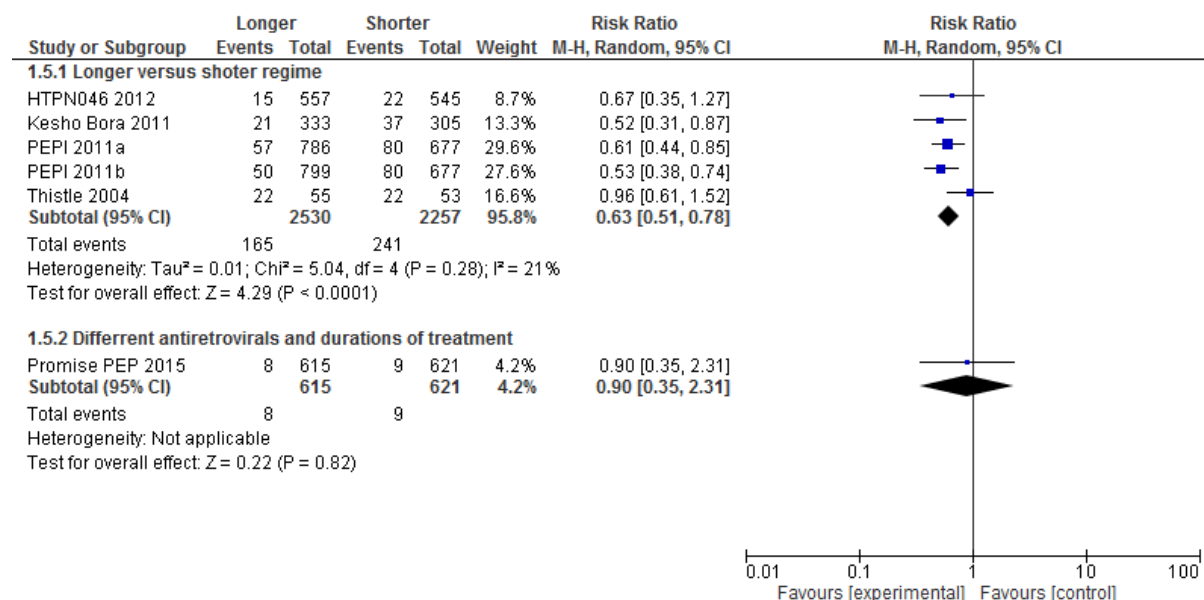 Longer Shorter Risk Ratio Risk Ratio
Study or Subgroup Events Total Events Total Weight M-H, Random, 95% CI M-H, Random, 95% CI
1.5.1 Longer versus shoter regime
HTPN046 2012 15 557 22 545 8.7% 0.67 [0.35, 1.27]
Kesho Bora 2011 21 333 37 305 13.3% 0.52 [0.31, 0.87]
PEPI 2011a 57 786 80 677 29.6% 0.61 [0.44, 0.85]
PEPI 2011b 50 799 80 677 27.6% 0.53 [0.38, 0.74]
Thistle 2004 22 55 22 53 16.6% 0.96 [0.61, 1.52]
Subtotal (95% CI) 2530 2257 95.8% 0.63 [0.51, 0.78]
Total events 165 241
Heterogeneity: Tau² = 0.01; Chi² = 5.04, df = 4 (P = 0.28); I² = 21%
Test for overall effect: Z = 4.29 (P < 0.0001)
1.5.2 Differrent antiretrovirals and durations of treatment
Promise PEP 2015 8 615 9 621 4.2% 0.90 [0.35, 2.31]
Subtotal (95% CI) 615 621 4.2% 0.90 [0.35, 2.31]
Total events 8 9
Heterogeneity: Not applicable
Test for overall effect: Z = 0.22 (P = 0.82)
0.01 0.1 1 10 100
Favours [experimental] Favours [control]